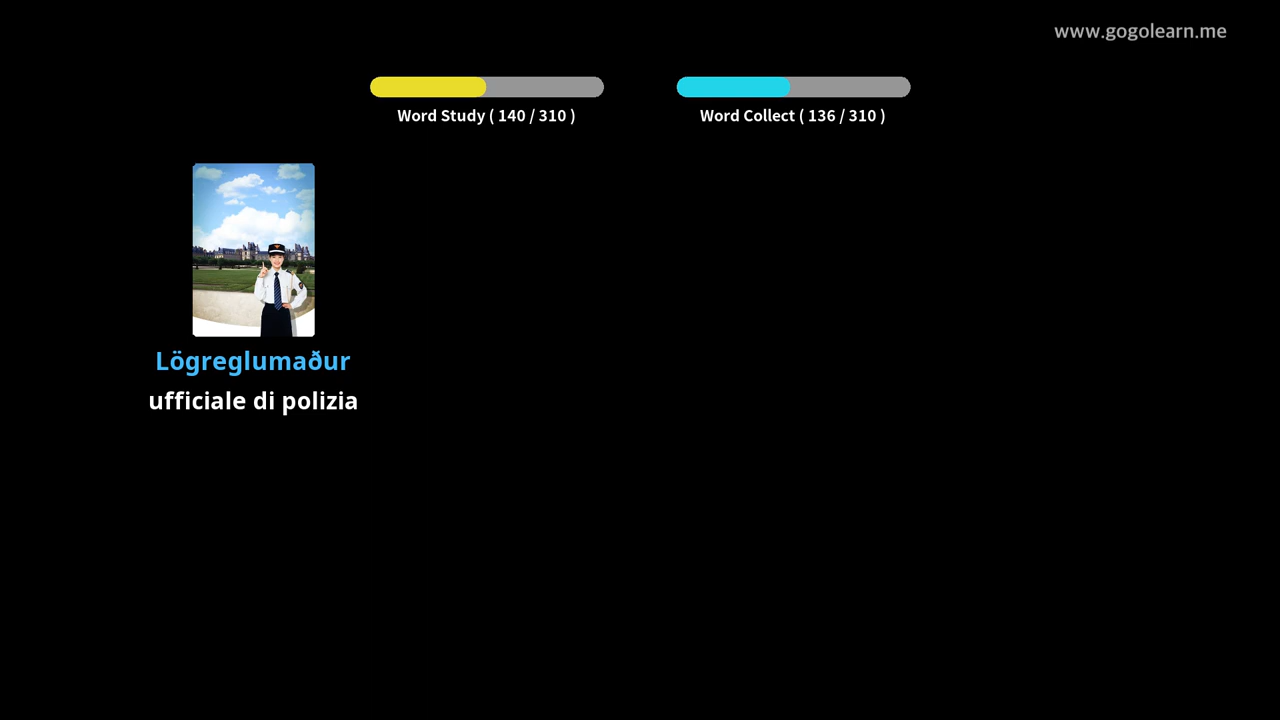 www.gogolearn.me
Word Study ( 140 / 310 )
Word Collect ( 136 / 310 )
Lögreglumaður
ufficiale di polizia